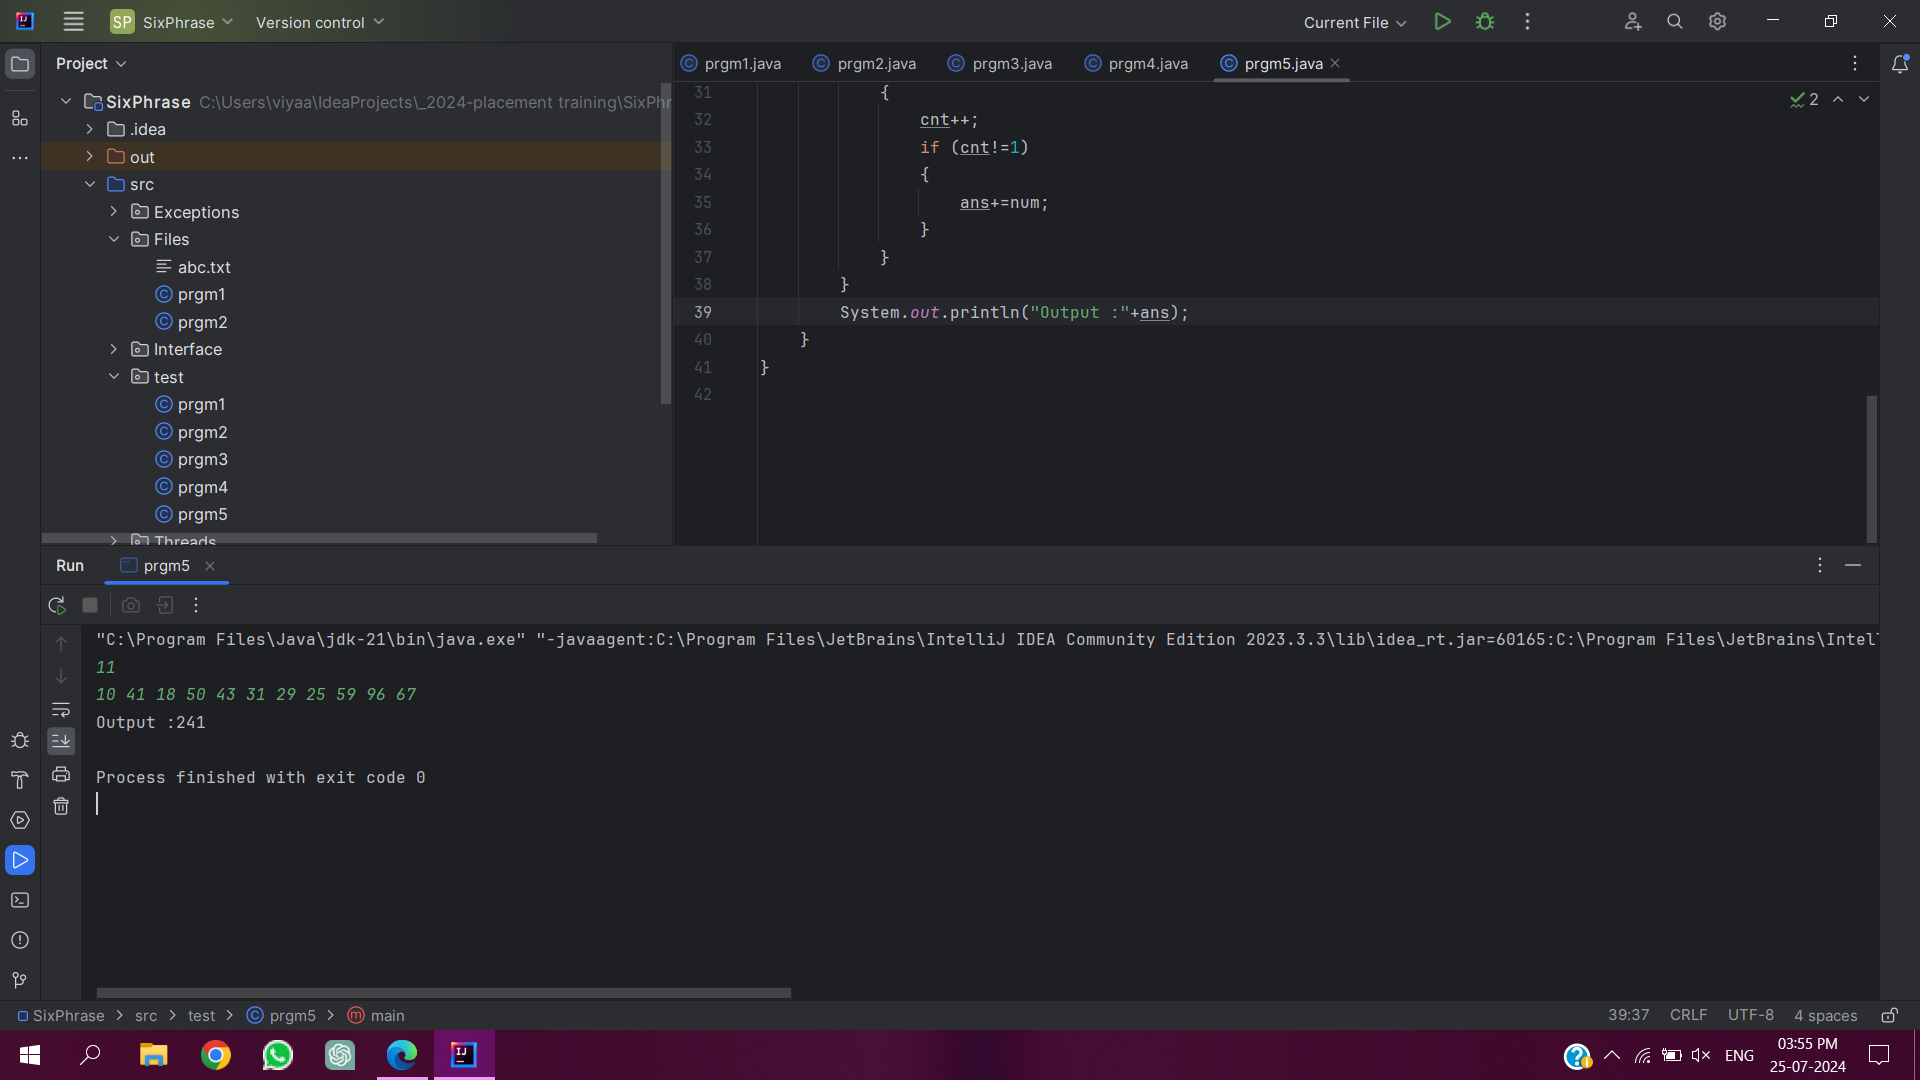 SP SixPhrase Version control Current File
Project
SixPhrase C:\Users\viyaa\IdeaProjects\_2024-placement training\SixPhr
.idea
out
src
Exceptions
Files
abc.txt
prgm1
prgm2
Interface
test
prgm1
prgm2
prgm3
prgm4
prgm5
Threads
prgm1.java prgm2.java prgm3.java prgm4.java prgm5.java
2
31 {
32 cnt++;
33 if (cnt!=1)
34 {
35 ans+=num;
36 }
37 }
38 }
39 System.out.println("Output :"+ans);
40 }
41 }
42
Run prgm5
"C:\Program Files\Java\jdk-21\bin\java.exe" "-javaagent:C:\Program Files\JetBrains\IntelliJ IDEA Community Edition 2023.3.3\lib\idea_rt.jar=60165:C:\Program Files\JetBrains\Intel
11
10 41 18 50 43 31 29 25 59 96 67
Output :241
Process finished with exit code 0
SixPhrase src test prgm5 main 39:37 CRLF UTF-8 4 spaces
ENG 03:55 PM
25-07-2024